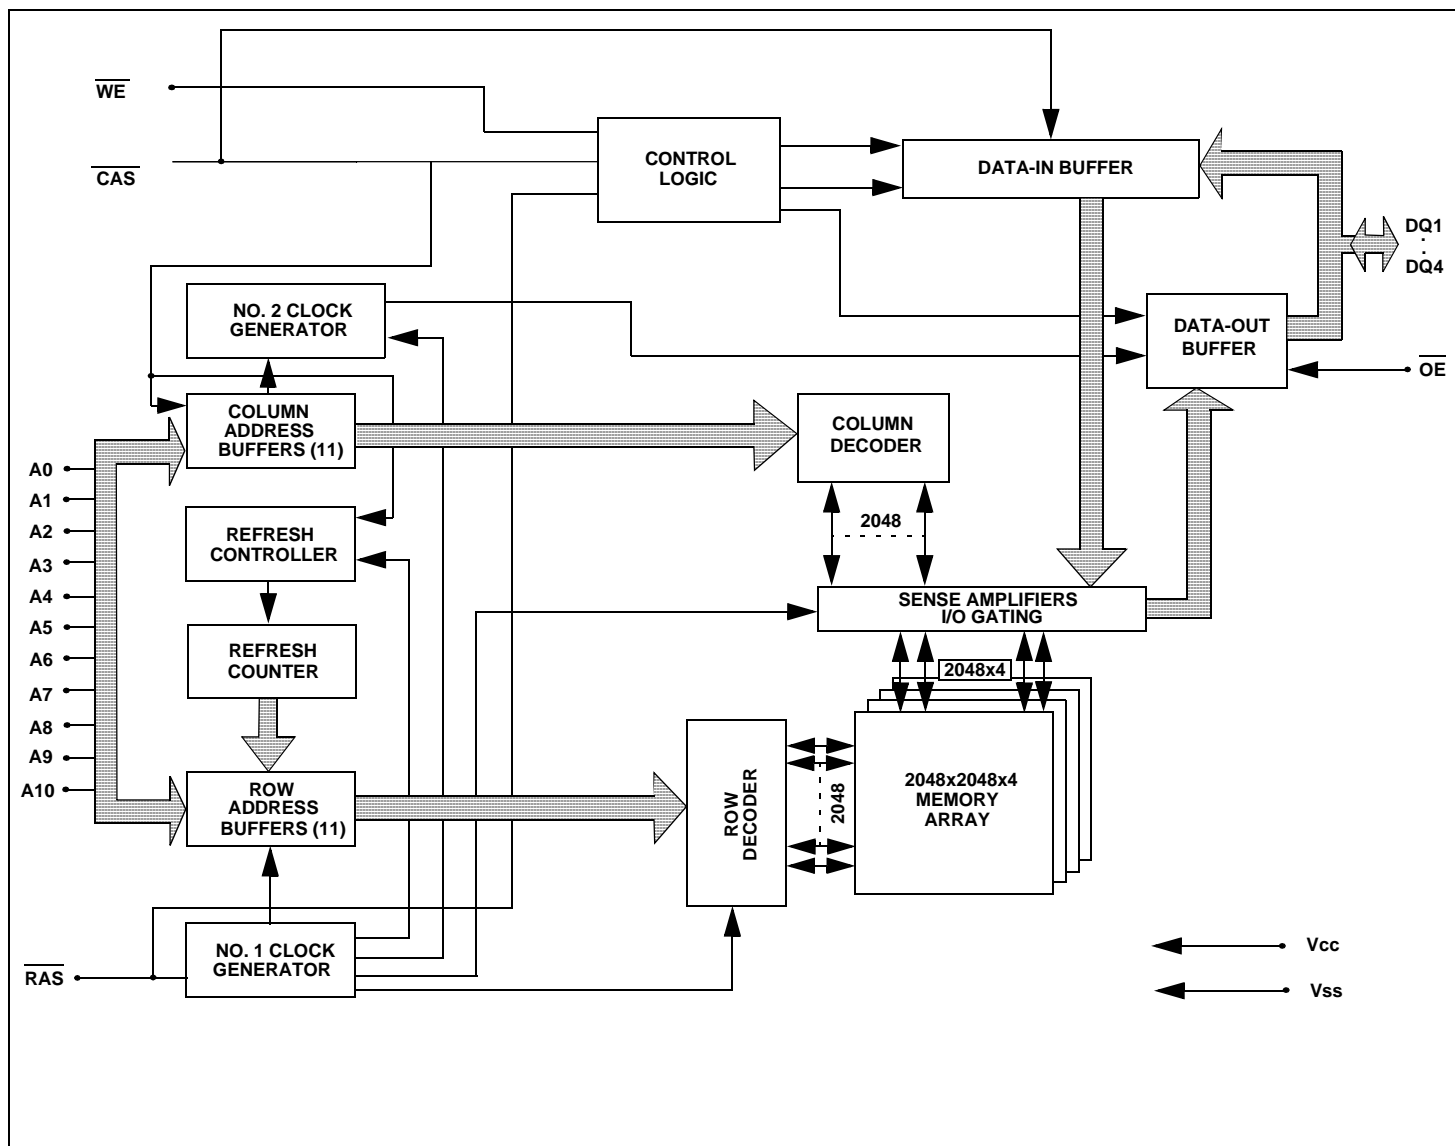 WE
CAS
CONTROL
LOGIC
DATA-IN BUFFER
DQ1
.
.
DQ4
NO. 2 CLOCK
GENERATOR
DATA-OUT
BUFFER
OE
COLUMN
ADDRESS
BUFFERS (11)
COLUMN
DECODER
A0
A1
A2
A3
A4
A5
A6
A7
A8
A9
A10
REFRESH
CONTROLLER
2048
SENSE AMPLIFIERS
I/O GATING
REFRESH
COUNTER
2048x4
ROW
ADDRESS
BUFFERS (11)
ROW
DECODER
2048
2048x2048x4
MEMORY
ARRAY
NO. 1 CLOCK
GENERATOR
RAS
Vcc
Vss